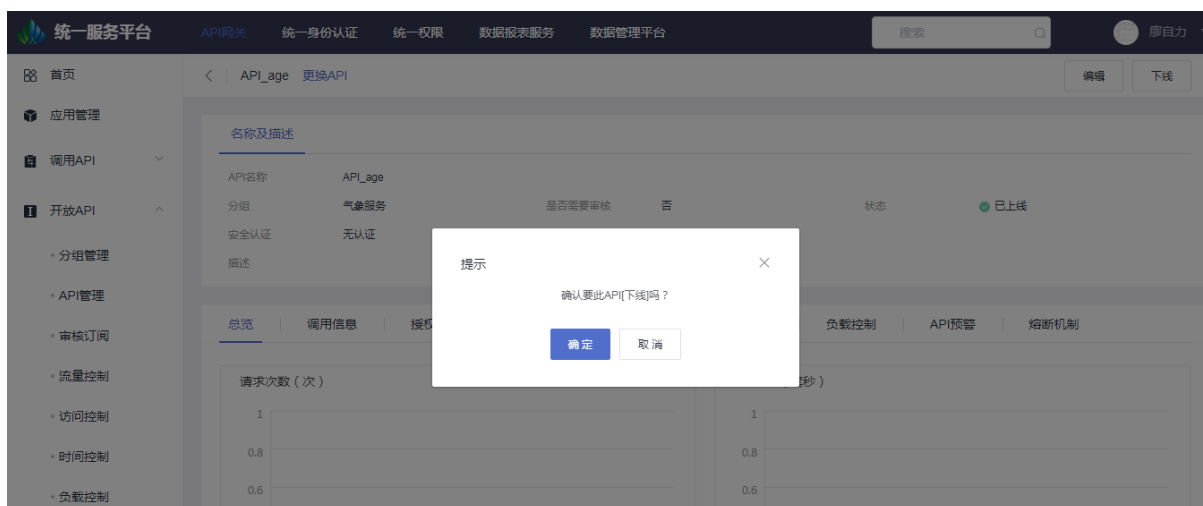 统一服务平台 API网关 统一身份认证 统一权限 数据报表服务 数据管理平台 搜索 廖自力
首页
应用管理
调用API
开放API
分组管理
API管理
审核订阅
流量控制
访问控制
时间控制
负载控制
API_age 更换API 编辑 下线
名称及描述
API名称 API_age
分组 气象服务 是否需要审核 否 状态 已上线
安全认证 无认证
描述
提示
确认要此API[下线]吗？
确定 取消
总览 调用信息 授权 负载控制 API预警 熔断机制
请求次数（次） 秒）
1 1
0.8 0.8
0.6 0.6